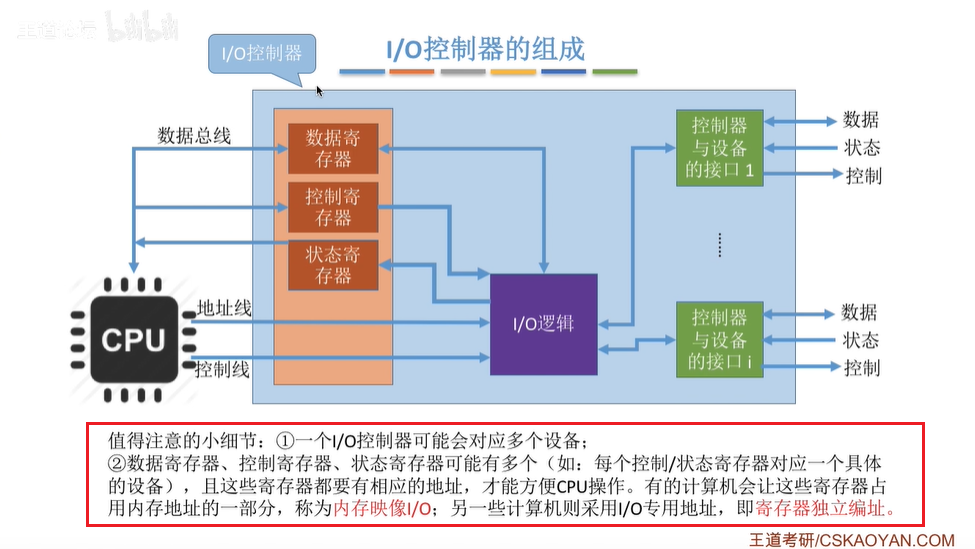 王道论坛 bilibili
I/O控制器
I/O控制器的组成
数据总线
数据寄
存器
控制寄
存器
状态寄
存器
CPU
地址线
控制线
I/O逻辑
控制器
与设备
的接口 1
数据
状态
控制
控制器
与设备
的接口 i
数据
状态
控制
值得注意的小细节：①一个I/O控制器可能会对应多个设备；
②数据寄存器、控制寄存器、状态寄存器可能有多个（如：每个控制/状态寄存器对应一个具体
的设备），且这些寄存器都要有相应的地址，才能方便CPU操作。有的计算机会让这些寄存器占
用内存地址的一部分，称为内存映像I/O；另一些计算机则采用I/O专用地址，即寄存器独立编址。
王道考研/CSKAOYAN.COM